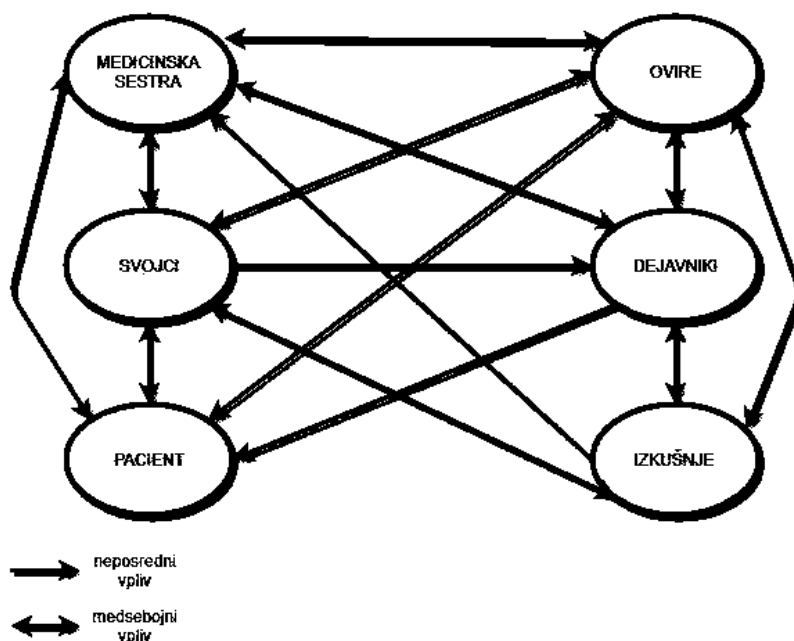 MEDICINSKA
SESTRA
OVIRE
SVOJCI
DEJAVNIKI
PACIENT
IZKUŠNJE
neposredni
vpliv
medsebojni
vpliv